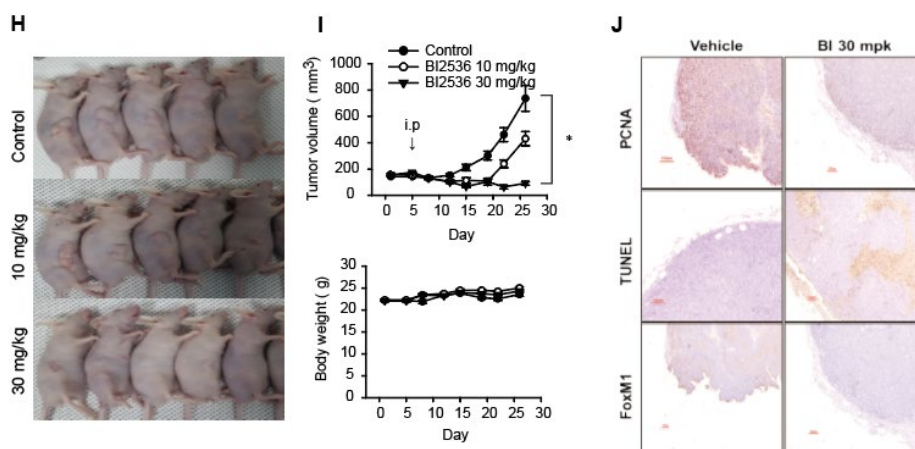 H
Control
10 mg/kg
30 mg/kg
I
Control
BI2536 10 mg/kg
BI2536 30 mg/kg
Tumor volume ( mm3)
1000
800
600
400
200
0
i.p
*
0 5 10 15 20 25 30
Day
Body weight ( g)
30
25
20
15
10
5
0
0 5 10 15 20 25 30
Day
J
Vehicle BI 30 mpk
PCNA
TUNEL
FoxM1